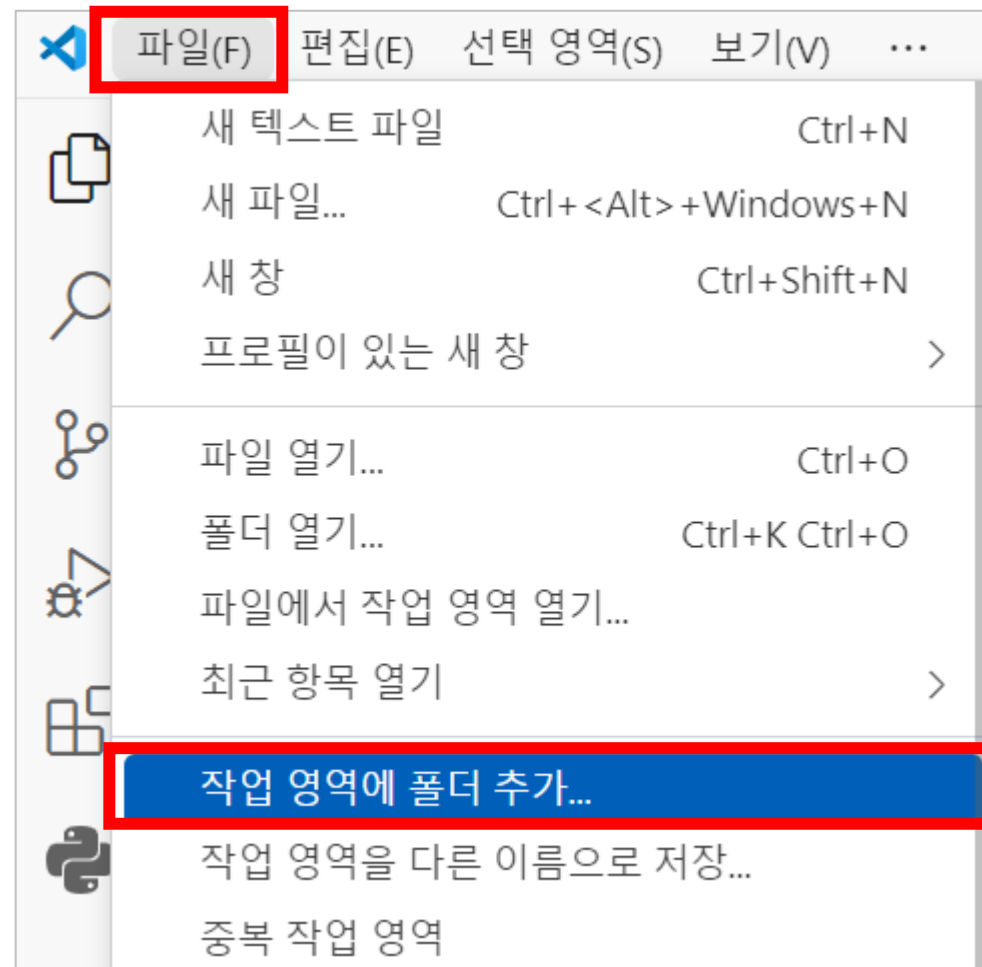 파일(F) 편집(E) 선택 영역(S) 보기(V) ···
새 텍스트 파일 Ctrl+N
새 파일... Ctrl+<Alt>+Windows+N
새 창 Ctrl+Shift+N
프로필이 있는 새 창
파일 열기... Ctrl+O
폴더 열기... Ctrl+K Ctrl+O
파일에서 작업 영역 열기...
최근 항목 열기
작업 영역에 폴더 추가...
작업 영역을 다른 이름으로 저장...
중복 작업 영역